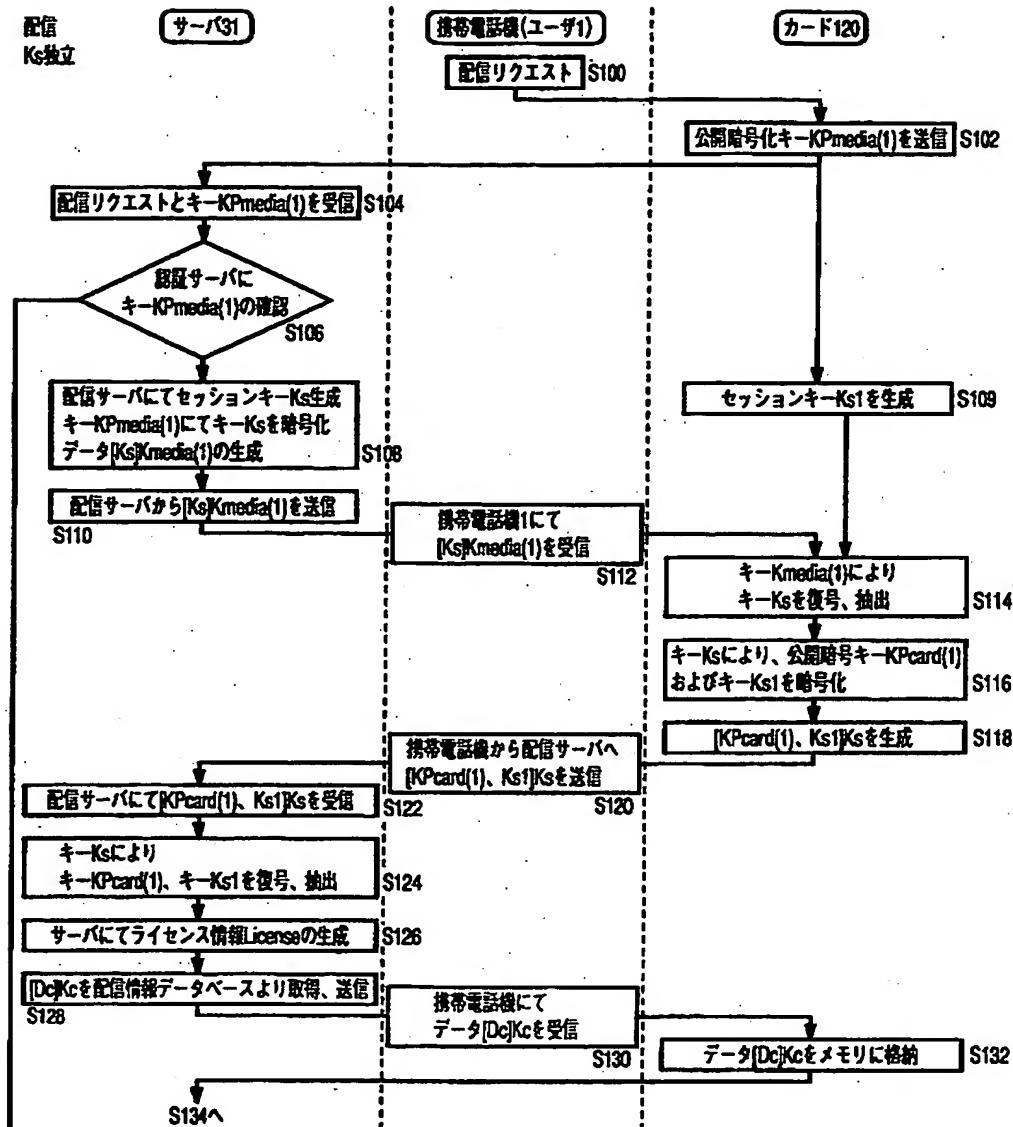 配信
Ks独立
サーバ31
携帯電話機(ユーザ1)
カード120
配信リクエスト S100
公開暗号化キーKPmedia(1)を送信 S102
配信リクエストとキーKPmedia(1)を受信 S104
認証サーバに
キーKPmedia(1)の確認
S106
配信サーバにてセッションキーKs生成
キーKPmedia(1)にてキーKsを暗号化
データ[Ks]Kmedia(1)の生成
S108
セッションキーKs1を生成 S109
配信サーバから[Ks]Kmedia(1)を送信
S110
携帯電話機1にて
[Ks]Kmedia(1)を受信
S112
キーKmedia(1)により
キーKsを復号、抽出
S114
キーKsにより、公開暗号キーKPcard(1)
およびキーKs1を暗号化
S116
[KPcard(1)、Ks1]Ksを生成 S118
携帯電話機から配信サーバへ
[KPcard(1)、Ks1]Ksを送信
S120
配信サーバにて[KPcard(1)、Ks1]Ksを受信
S122
キーKsにより
キーKPcard(1)、キーKs1を復号、抽出
S124
サーバにてライセンス情報Licenseの生成 S126
[Dc]Kcを配信情報データベースより取得、送信
S128
携帯電話機にて
データ[Dc]Kcを受信
S130
データ[Dc]Kcをメモリに格納 S132
S134へ